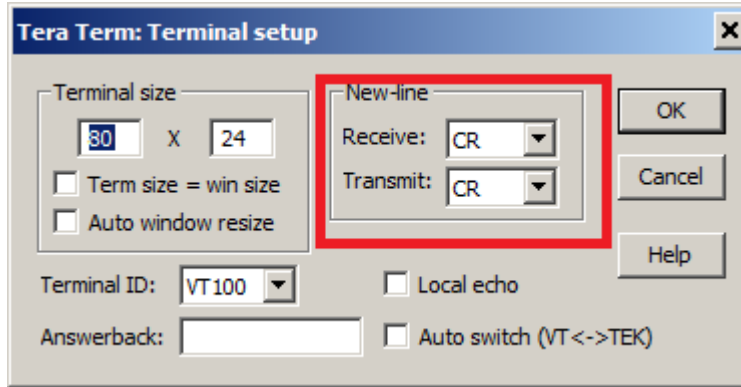 Tera Term: Terminal setup
Terminal size
80 X 24
Term size = win size
Auto window resize
New-line
Receive: CR
Transmit: CR
OK
Cancel
Help
Terminal ID: VT100
Local echo
Answerback:
Auto switch (VT<->TEK)